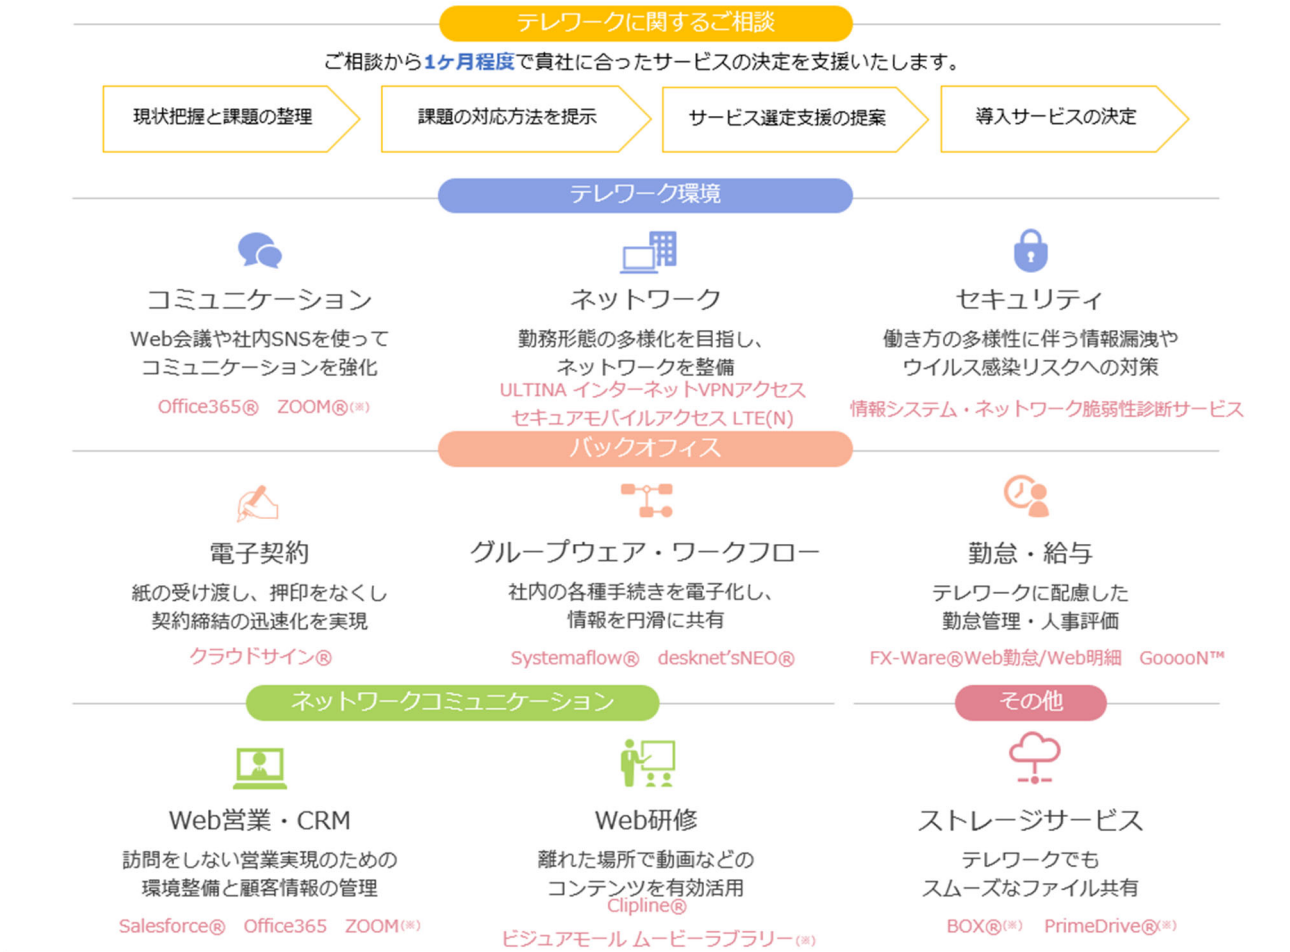 テレワークに関するご相談
ご相談から1ヶ月程度で貴社に合ったサービスの決定を支援いたします。
現状把握と課題の整理
課題の対応方法を提示
サービス選定支援の提案
導入サービスの決定
テレワーク環境
コミュニケーション
Web会議や社内SNSを使って
コミュニケーションを強化
Office365® ZOOM®(※)
ネットワーク
勤務形態の多様化を目指し、
ネットワークを整備
ULTINA インターネットVPNアクセス
セキュアモバイルアクセス LTE(N)
セキュリティ
働き方の多様性に伴う情報漏洩や
ウイルス感染リスクへの対策
情報システム・ネットワーク脆弱性診断サービス
バックオフィス
電子契約
紙の受け渡し、押印をなくし
契約締結の迅速化を実現
クラウドサイン®
グループウェア・ワークフロー
社内の各種手続きを電子化し、
情報を円滑に共有
Systemaflow® desknet'sNEO®
勤怠・給与
テレワークに配慮した
勤怠管理・人事評価
FX-Ware®Web勤怠/Web明細 GooooN™
ネットワークコミュニケーション
Web営業・CRM
訪問をしない営業実現のための
環境整備と顧客情報の管理
Salesforce® Office365 ZOOM(※)
Web研修
離れた場所で動画などの
コンテンツを有効活用
Clipline®
ビジュアモール ムービーラブラリー(※)
その他
ストレージサービス
テレワークでも
スムーズなファイル共有
BOX®(※) PrimeDrive®(※)